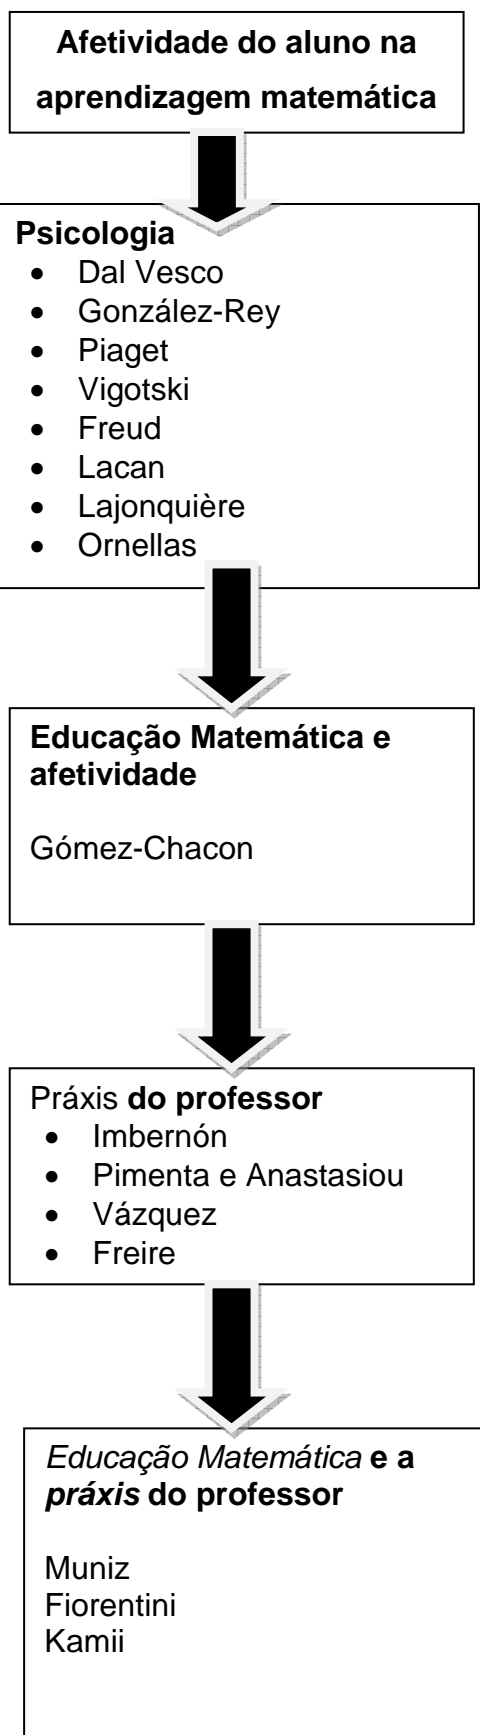 Afetividade do aluno na
aprendizagem matemática
Psicologia
• Dal Vesco
• González-Rey
• Piaget
• Vigotski
• Freud
• Lacan
• Lajonquière
• Ornellas
Educação Matemática e
afetividade
Gómez-Chacon
Práxis do professor
• Imbernón
• Pimenta e Anastasiou
• Vázquez
• Freire
Educação Matemática e a
práxis do professor
Muniz
Fiorentini
Kamii